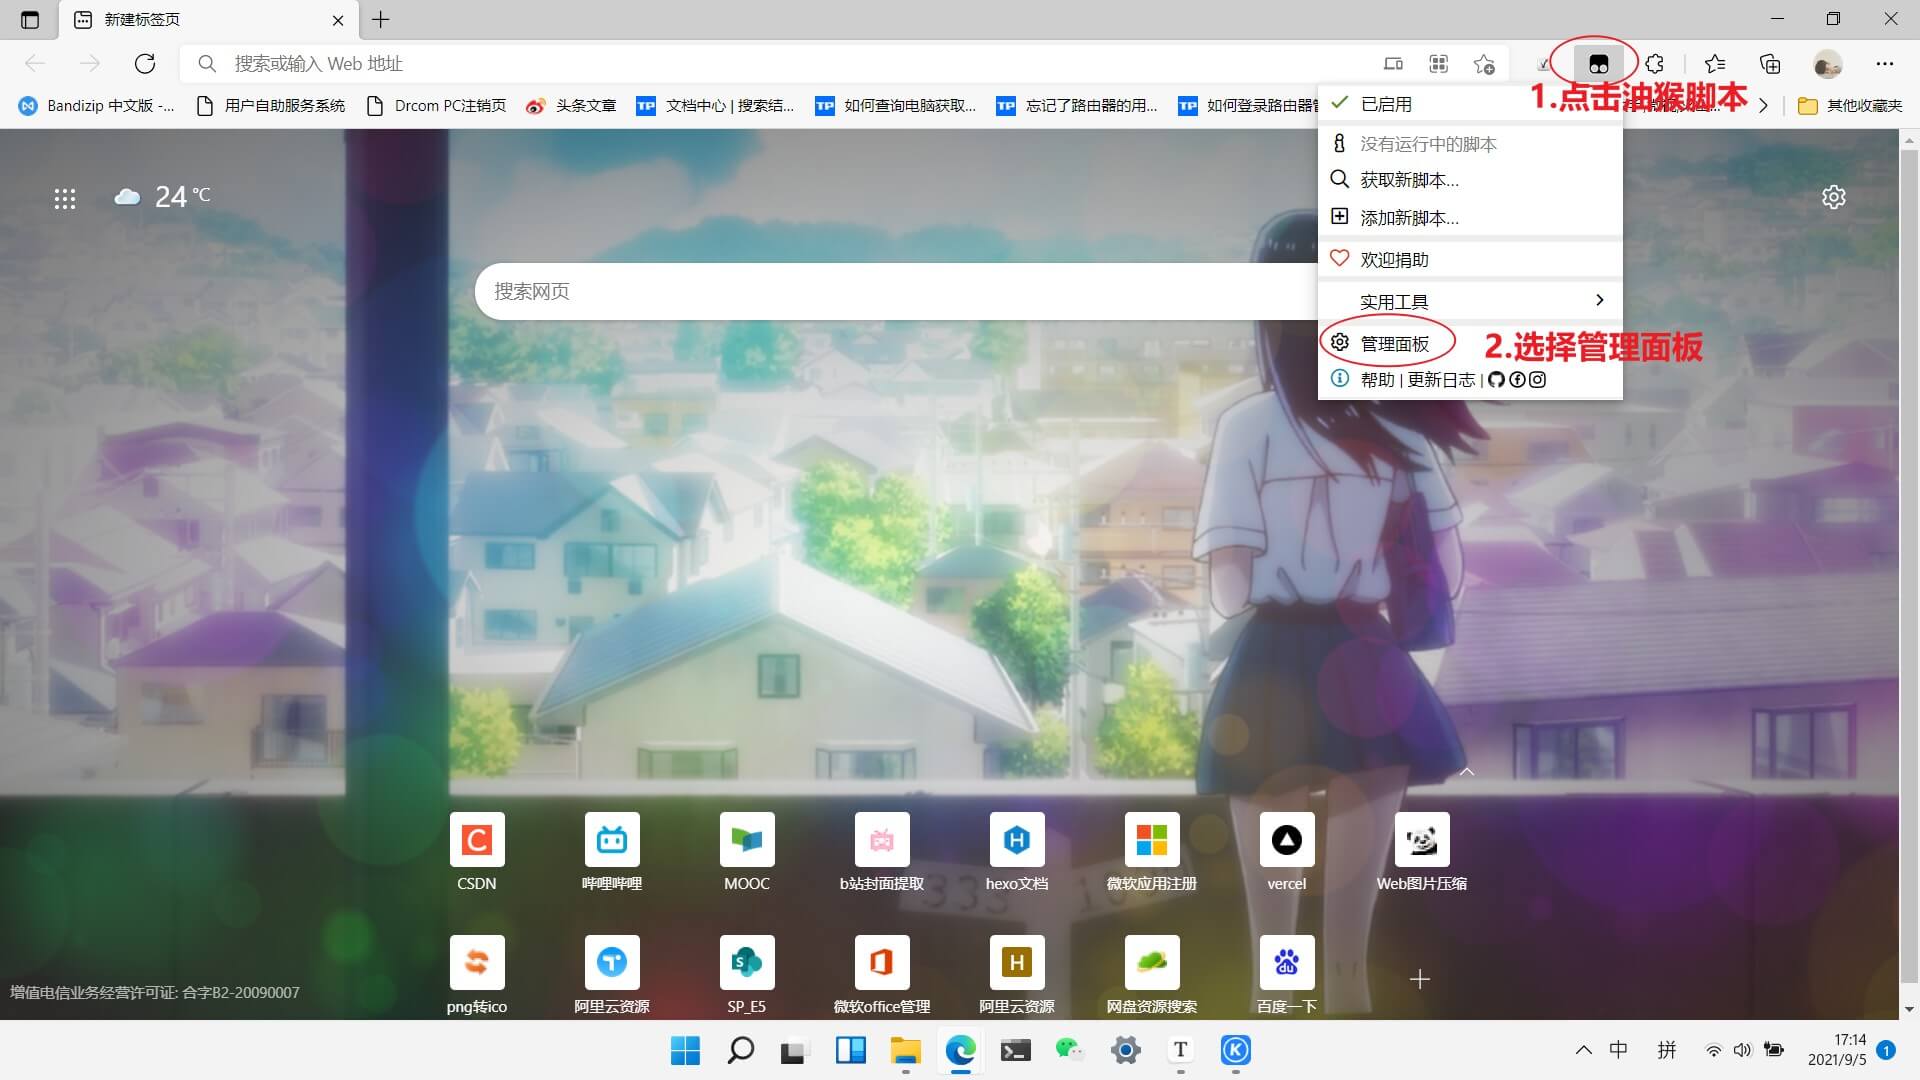 新建标签页
搜索或输入 Web 地址
Bandizip 中文版 -...
用户自助服务系统
Drcom PC注销页
头条文章
TP
文档中心 | 搜索结...
TP
如何查询电脑获取...
TP
忘记了路由器的用...
TP
如何登录路由器管
1.点击油猴脚本
其他收藏夹
24 °C
已启用
没有运行中的脚本
获取新脚本...
添加新脚本...
欢迎捐助
实用工具
管理面板
2.选择管理面板
帮助 | 更新日志 |
搜索网页
CSDN
哔哩哔哩
MOOC
b站封面提取
hexo文档
微软应用注册
vercel
Web图片压缩
png转ico
阿里云资源
SP_E5
微软office管理
阿里云资源
网盘资源搜索
百度一下
增值电信业务经营许可证: 合字B2-20090007
中
拼
17:14
2021/9/5
1